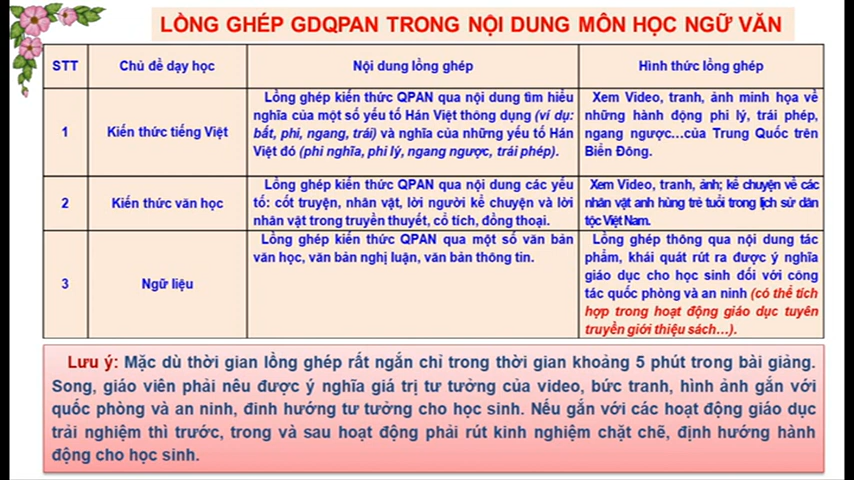 LỒNG GHÉP GDQPAN TRONG NỘI DUNG MÔN HỌC NGỮ VĂN
STT
Chủ đề dạy học
Nội dung lồng ghép
Hình thức lồng ghép
1
Kiến thức tiếng Việt
Lồng ghép kiến thức QPAN qua nội dung tìm hiểu
nghĩa của một số yếu tố Hán Việt thông dụng (ví dụ:
bất, phi, ngang, trái) và nghĩa của những yếu tố Hán
Việt đó (phi nghĩa, phi lý, ngang ngược, trái phép).
Xem Video, tranh, ảnh minh họa về
những hành động phi lý, trái phép,
ngang ngược...của Trung Quốc trên
Biển Đông.
2
Kiến thức văn học
Lồng ghép kiến thức QPAN qua nội dung các yếu
tố: cốt truyện, nhân vật, lời người kể chuyện và lời
nhân vật trong truyền thuyết, cổ tích, đồng thoại.
Xem Video, tranh, ảnh; kể chuyện về các
nhân vật anh hùng trẻ tuổi trong lịch sử dân
tộc Việt Nam.
3
Ngữ liệu
Lồng ghép kiến thức QPAN qua một số văn bản
văn học, văn bản nghị luận, văn bản thông tin.
Lồng ghép thông qua nội dung tác
phẩm, khái quát rút ra được ý nghĩa
giáo dục cho học sinh đối với công
tác quốc phòng và an ninh (có thể tích
hợp trong hoạt động giáo dục tuyên
truyền giới thiệu sách...).
Lưu ý: Mặc dù thời gian lồng ghép rất ngắn chỉ trong thời gian khoảng 5 phút trong bài giảng.
Song, giáo viên phải nêu được ý nghĩa giá trị tư tưởng của video, bức tranh, hình ảnh gắn với
quốc phòng và an ninh, đinh hướng tư tưởng cho học sinh. Nếu gắn với các hoạt động giáo dục
trải nghiệm thì trước, trong và sau hoạt động phải rút kinh nghiệm chặt chẽ, định hướng hành
động cho học sinh.